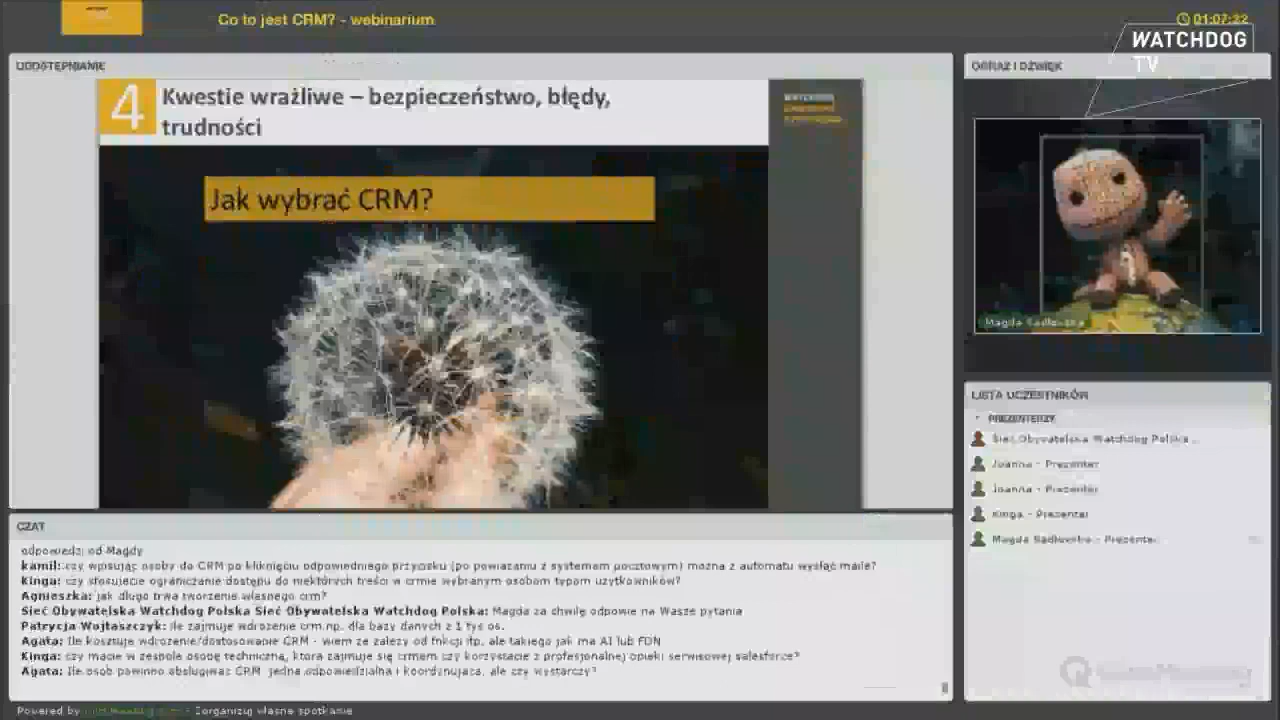 Co to jest CRM? - webinarium
01:07:22
WATCHDOG
TV
UDOSTĘPNIANIE
OBRAZ I DŹWIĘK
4
Kwestie wrażliwe – bezpieczeństwo, błędy,
trudności
Jak wybrać CRM?
Magda Sadłowska
LISTA UCZESTNIKÓW
PREZENTERZY
Sieć Obywatelska Watchdog Polska
Joanna - Prezenter
Joanna - Prezenter
Kinga - Prezenter
Magda Sadłowska - Prezenter
CZAT
odpowiedzi od Magdy
kamil: czy wpisując osoby do CRM po kliknięciu odpowiedniego przycisku (po powiązaniu z systemem pocztowym) można z automatu wysłać maile?
Kinga: czy stosujecie ograniczanie dostępu do niektórych treści w crmie wybranym osobom typom użytkowników?
Agnieszka: jak długo trwa tworzenie własnego crm?
Sieć Obywatelska Watchdog Polska Sieć Obywatelska Watchdog Polska: Magda za chwilę odpowie na Wasze pytania
Patrycja Wojtaszczyk: ile zajmuje wdrożenie crm np. dla bazy danych z 1 tys os.
Agata: Ile kosztuje wdrożenie/dostosowanie CRM - wiem że zależy od fnkcji itp, ale takiego jak ma AI lub FDN
Kinga: czy macie w zespole osobę techniczną, która zajmuje się crmem czy korzystacie z profesjonalnej opieki serwisowej salesforce?
Agata: Ile osób powinno obsługiwać CRM jedna odpowiedzialna i koordynująca, ale czy wystarczy?
Powered by - Zorganizuj własne spotkanie